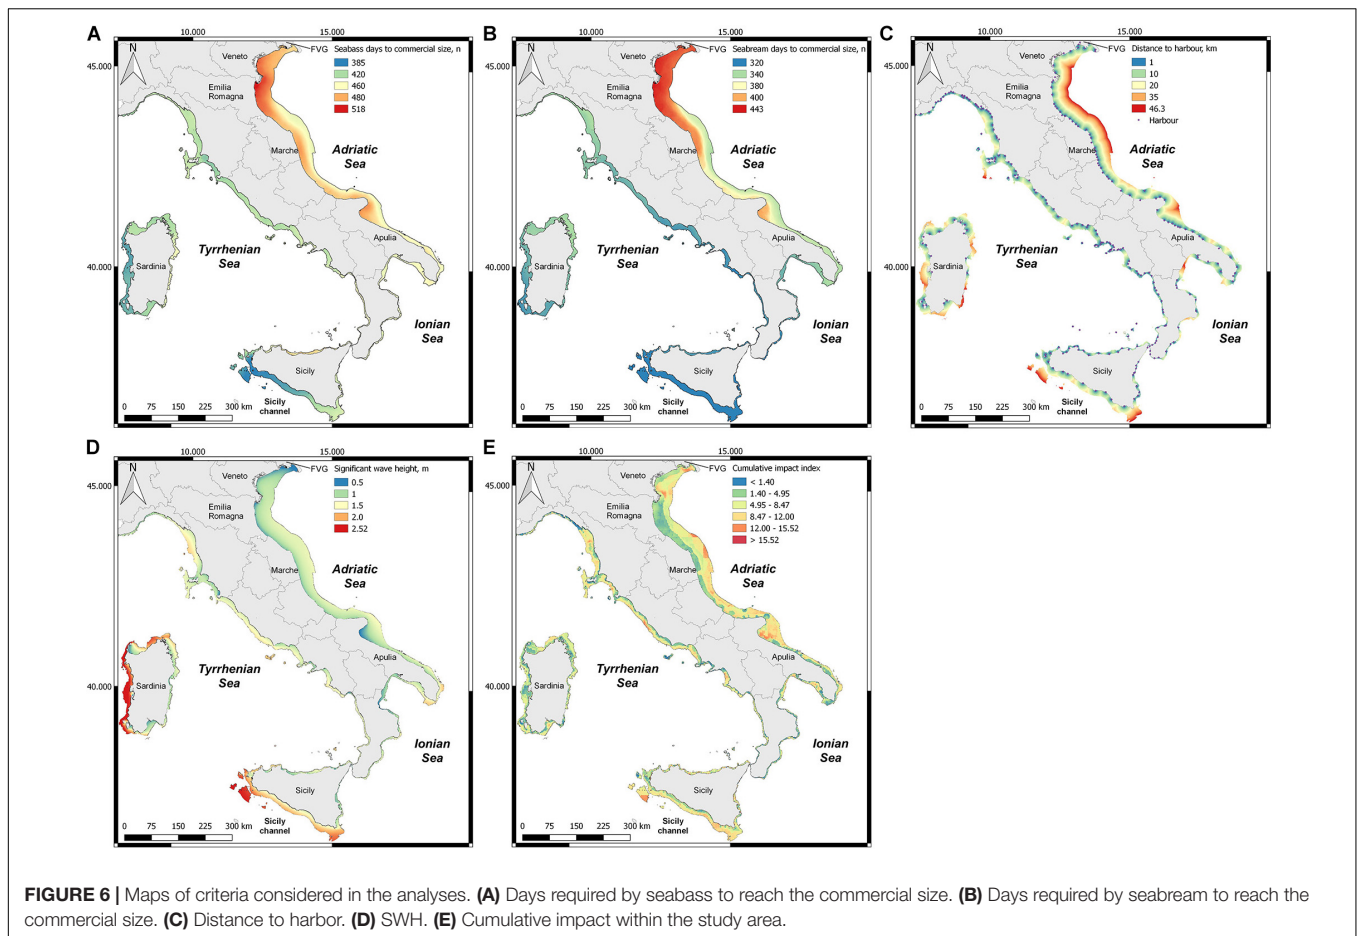 A
10.000
15.000
N
FVG
Seabass days to commercial size, n
385
420
460
480
518
45.000
Veneto
Emilia
Romagna
Marche
Adriatic
Sea
Apulia
Tyrrhenian
Sea
Sardinia
40.000
Ionian
Sea
Sicily
Sicily
channel
0 75 150 225 300 km
B
10.000
15.000
N
FVG
Seabream days to commercial size, n
320
340
380
400
443
45.000
Veneto
Emilia
Romagna
Marche
Adriatic
Sea
Apulia
Tyrrhenian
Sea
Sardinia
40.000
Ionian
Sea
Sicily
Sicily
channel
0 75 150 225 300 km
C
10.000
15.000
N
FVG
Distance to harbour, km
1
10
20
35
46.3
Harbour
45.000
Veneto
Emilia
Romagna
Marche
Adriatic
Sea
Apulia
Tyrrhenian
Sea
Sardinia
40.000
Ionian
Sea
Sicily
Sicily
channel
0 75 150 225 300 km
D
10.000
15.000
N
FVG
Significant wave height, m
0.5
1
1.5
2.0
2.52
45.000
Veneto
Emilia
Romagna
Marche
Adriatic
Sea
Apulia
Tyrrhenian
Sea
Sardinia
40.000
Ionian
Sea
Sicily
Sicily
channel
0 75 150 225 300 km
E
10.000
15.000
N
FVG
Cumulative impact index
< 1.40
1.40 - 4.95
4.95 - 8.47
8.47 - 12.00
12.00 - 15.52
> 15.52
45.000
Veneto
Emilia
Romagna
Marche
Adriatic
Sea
Apulia
Tyrrhenian
Sea
Sardinia
40.000
Ionian
Sea
Sicily
Sicily
channel
0 75 150 225 300 km
FIGURE 6 | Maps of criteria considered in the analyses. (A) Days required by seabass to reach the commercial size. (B) Days required by seabream to reach the
commercial size. (C) Distance to harbor. (D) SWH. (E) Cumulative impact within the study area.